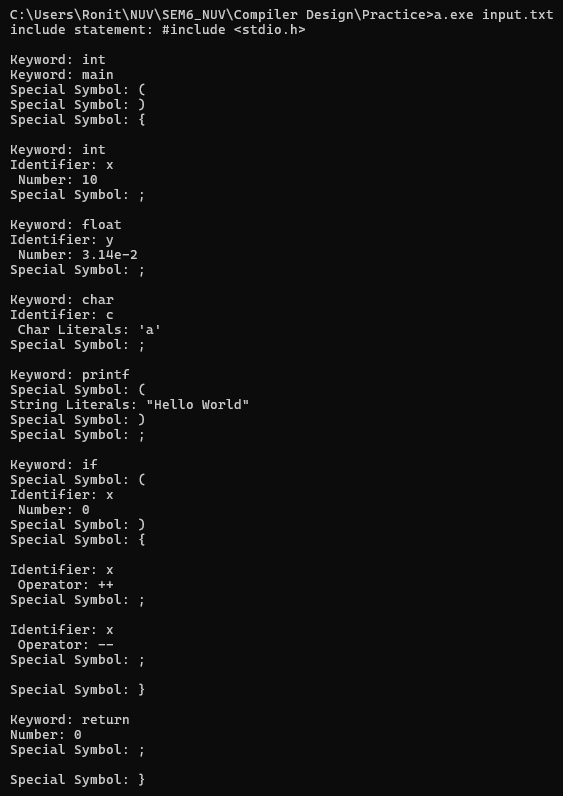 C:\Users\Ronit\NUV\SEM6_NUV\Compiler Design\Practice>a.exe input.txt
include statement: #include <stdio.h>

Keyword: int
Keyword: main
Special Symbol: (
Special Symbol: )
Special Symbol: {

Keyword: int
Identifier: x
 Number: 10
Special Symbol: ;

Keyword: float
Identifier: y
 Number: 3.14e-2
Special Symbol: ;

Keyword: char
Identifier: c
 Char Literals: 'a'
Special Symbol: ;

Keyword: printf
Special Symbol: (
String Literals: "Hello World"
Special Symbol: )
Special Symbol: ;

Keyword: if
Special Symbol: (
Identifier: x
 Number: 0
Special Symbol: )
Special Symbol: {

Identifier: x
 Operator: ++
Special Symbol: ;

Identifier: x
 Operator: --
Special Symbol: ;

Special Symbol: }

Keyword: return
Number: 0
Special Symbol: ;

Special Symbol: }